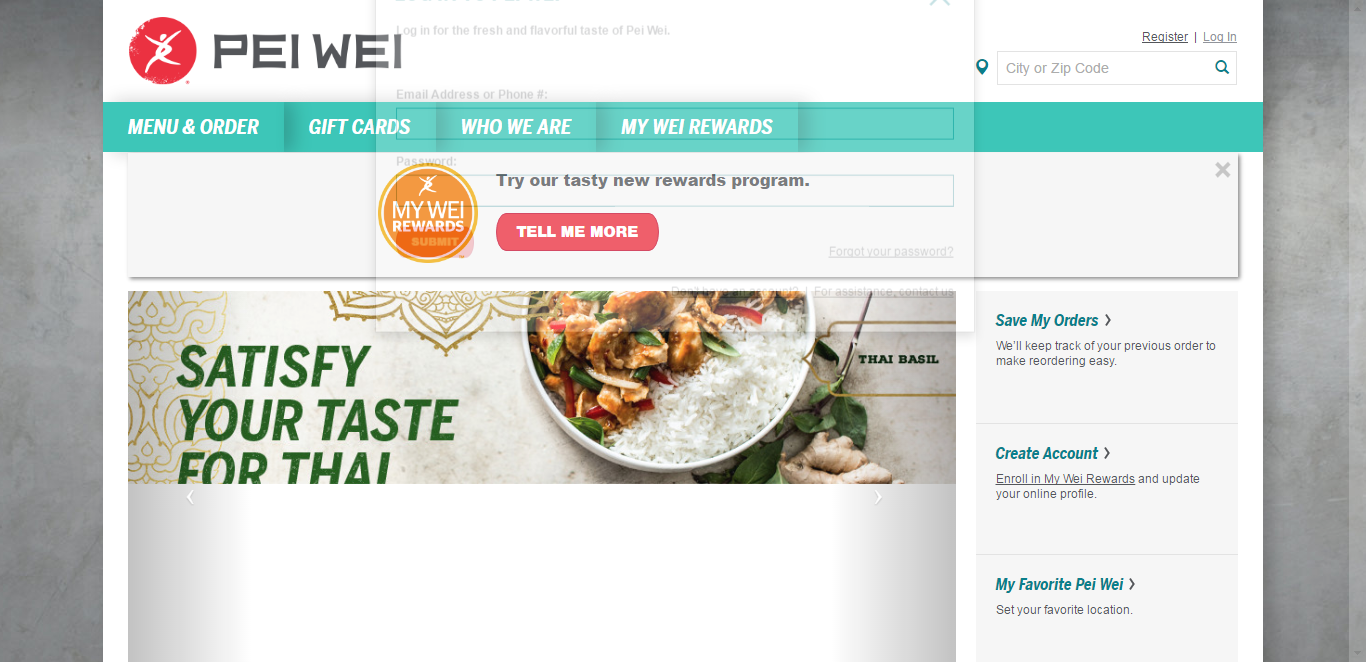 Log in for the fresh and flavorful taste of Pei Wei.
PEI WEI
Register | Log In
City or Zip Code
Email Address or Phone #:
MENU & ORDER
GIFT CARDS
WHO WE ARE
MY WEI REWARDS
Password:
Try our tasty new rewards program.
MY WEI
REWARDS
SUBMIT
TELL ME MORE
Forgot your password?
Don't have an account? | For assistance, contact us
SATISFY
YOUR TASTE
FOR THAI
THAI BASIL
Save My Orders
We'll keep track of your previous order to
make reordering easy.
Create Account
Enroll in My Wei Rewards and update
your online profile.
My Favorite Pei Wei
Set your favorite location.